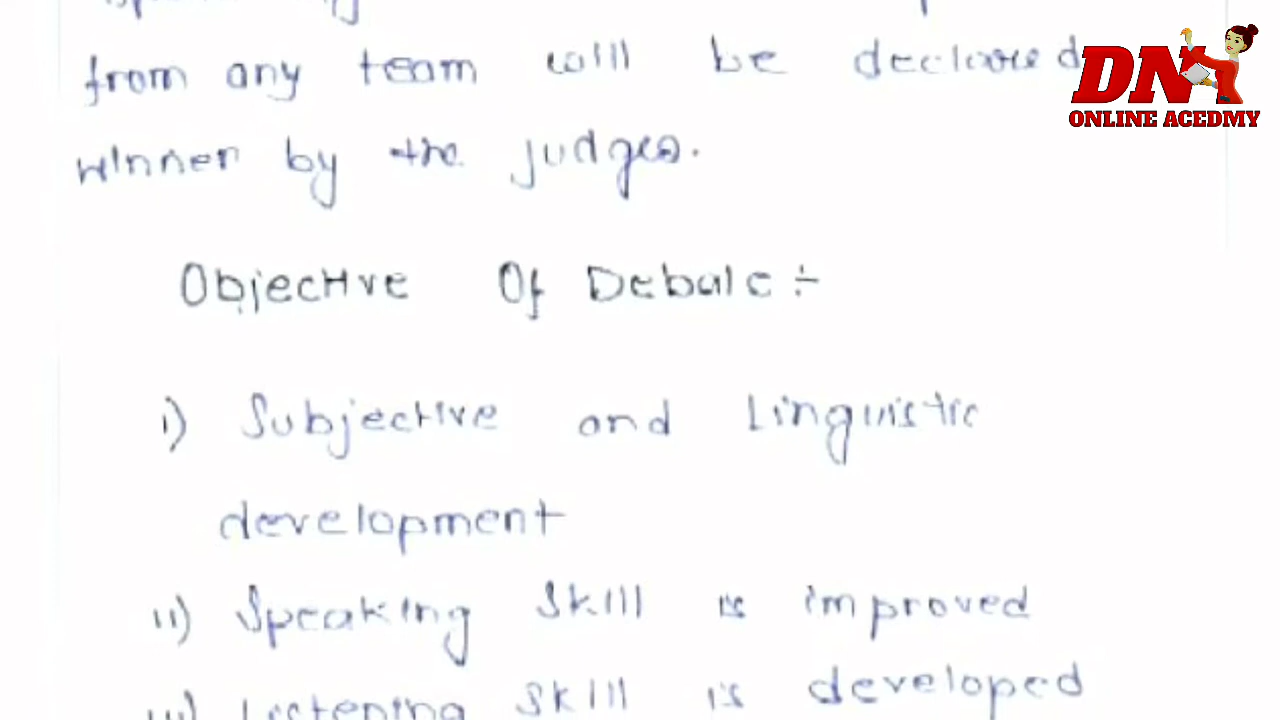 from any team will be declared
winner by the judges.
Objective Of Debate :-
i) Subjective and Linguistic
development
ii) Speaking Skill is improved
iii) Listening Skill is developed
DN
ONLINE ACEDMY